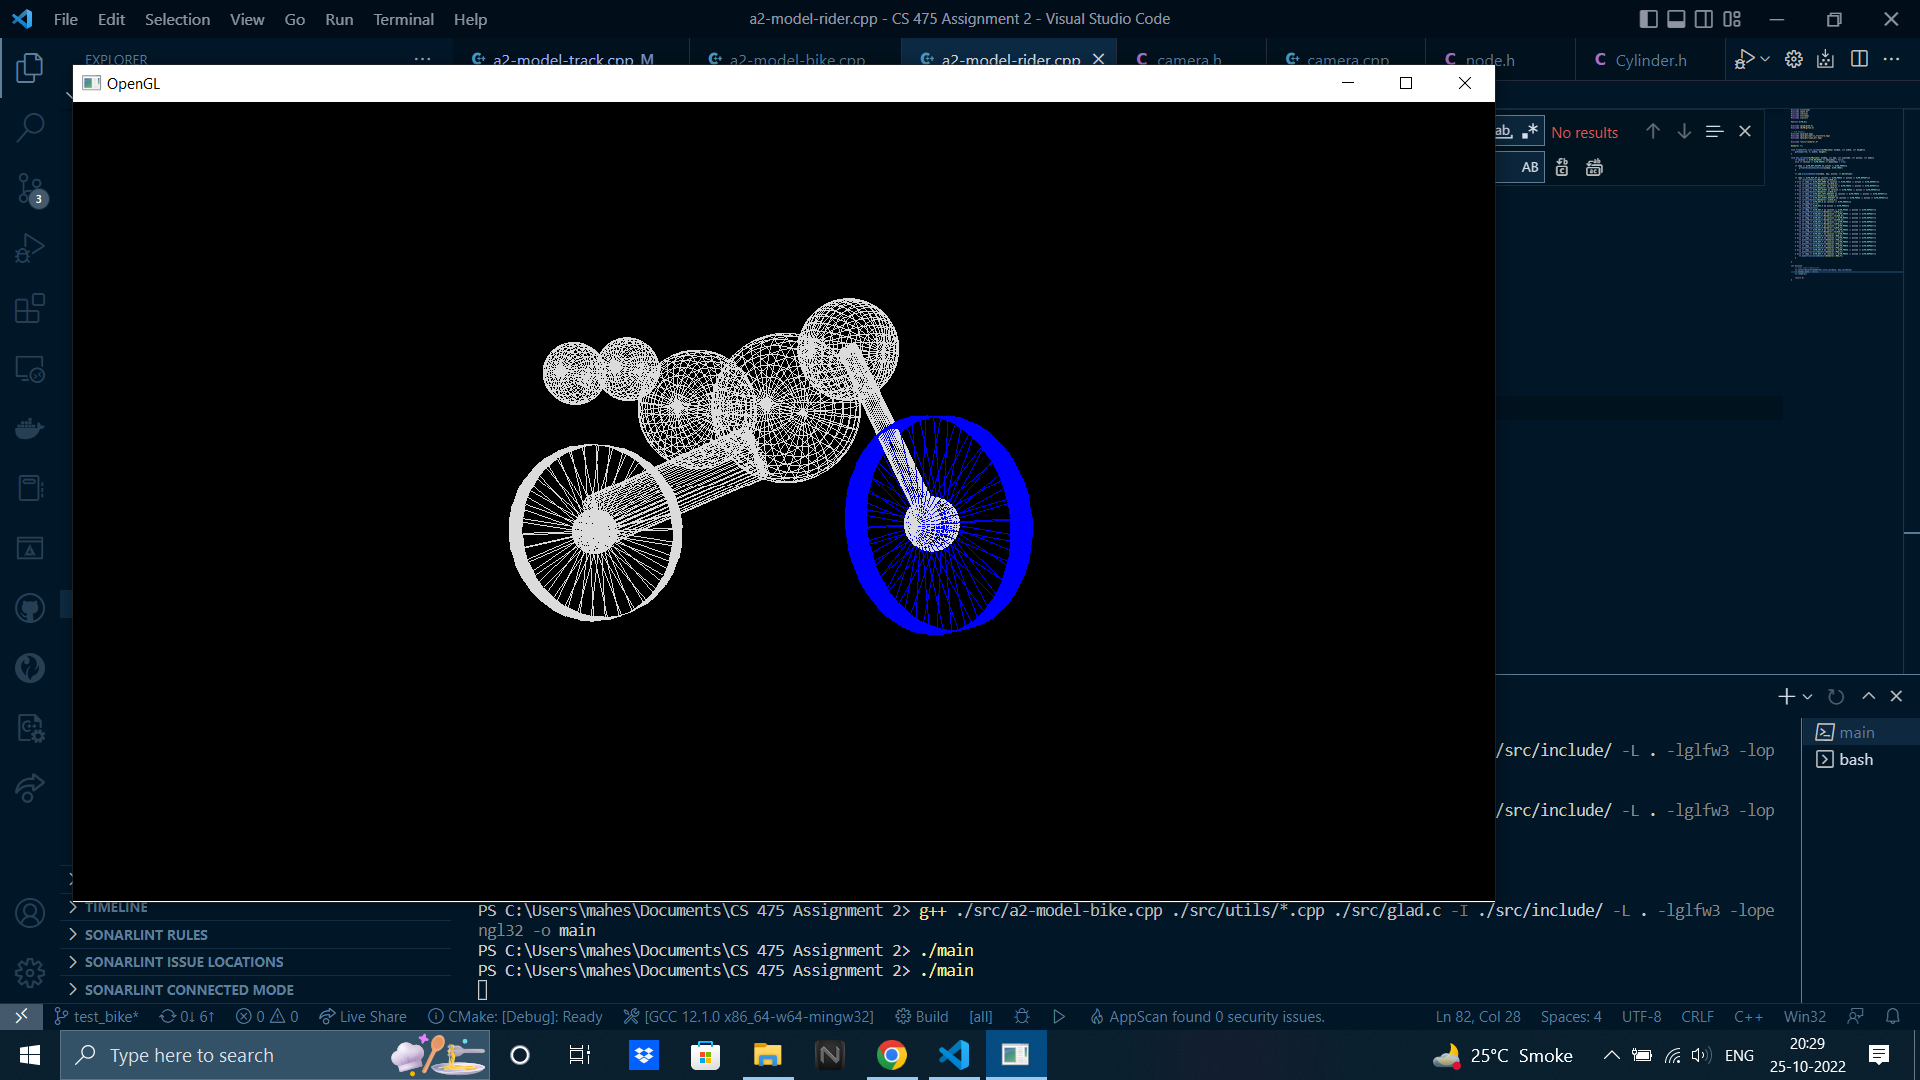 File Edit Selection View Go Run Terminal Help
a2-model-rider.cpp - CS 475 Assignment 2 - Visual Studio Code
EXPLORER
a2-model-track.cpp M
a2-model-bike.cpp
a2-model-rider.cpp
camera.h
camera.cpp
node.h
Cylinder.h
OpenGL
ab
No results
AB
3
main
bash
/src/include/ -L . -lglfw3 -lop
/src/include/ -L . -lglfw3 -lop
TIMELINE
SONARLINT RULES
SONARLINT ISSUE LOCATIONS
SONARLINT CONNECTED MODE
PS C:\Users\mahes\Documents\CS 475 Assignment 2> g++ ./src/a2-model-bike.cpp ./src/utils/*.cpp ./src/glad.c -I ./src/include/ -L . -lglfw3 -lope
ngl32 -o main
PS C:\Users\mahes\Documents\CS 475 Assignment 2> ./main
PS C:\Users\mahes\Documents\CS 475 Assignment 2> ./main
test_bike* 0↓ 6↑ 0 0 Live Share CMake: [Debug]: Ready [GCC 12.1.0 x86_64-w64-mingw32] Build [all] AppScan found 0 security issues. Ln 82, Col 28 Spaces: 4 UTF-8 CRLF C++ Win32
Type here to search
25°C Smoke
ENG
20:29
25-10-2022